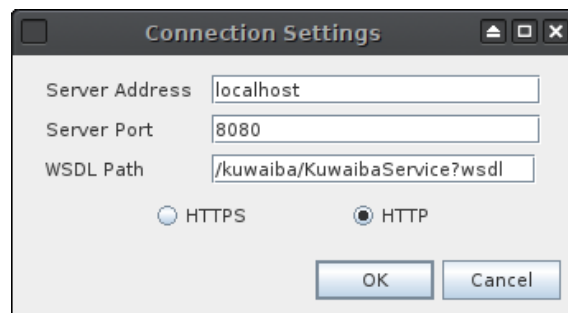 Connection Settings
Server Address localhost
Server Port 8080
WSDL Path /kuwaiba/KuwaibaService?wsdl
HTTPS HTTP
OK Cancel